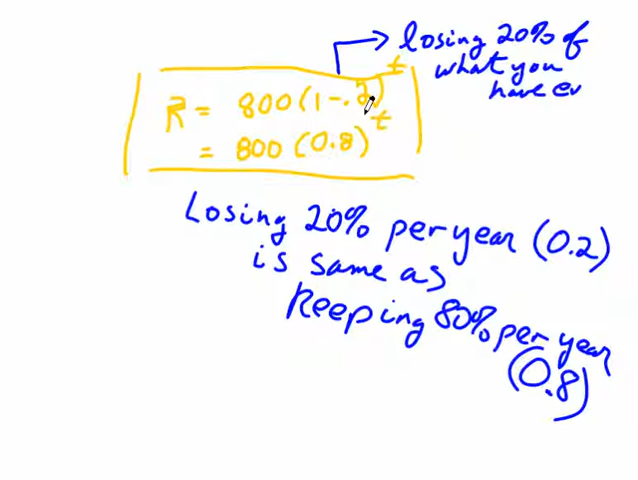 losing 20% of
what you
have ev
R = 800(1-.2)^t
= 800(0.8)^t
Losing 20% per year (0.2)
is same as
Keeping 80% per year
(0.8)